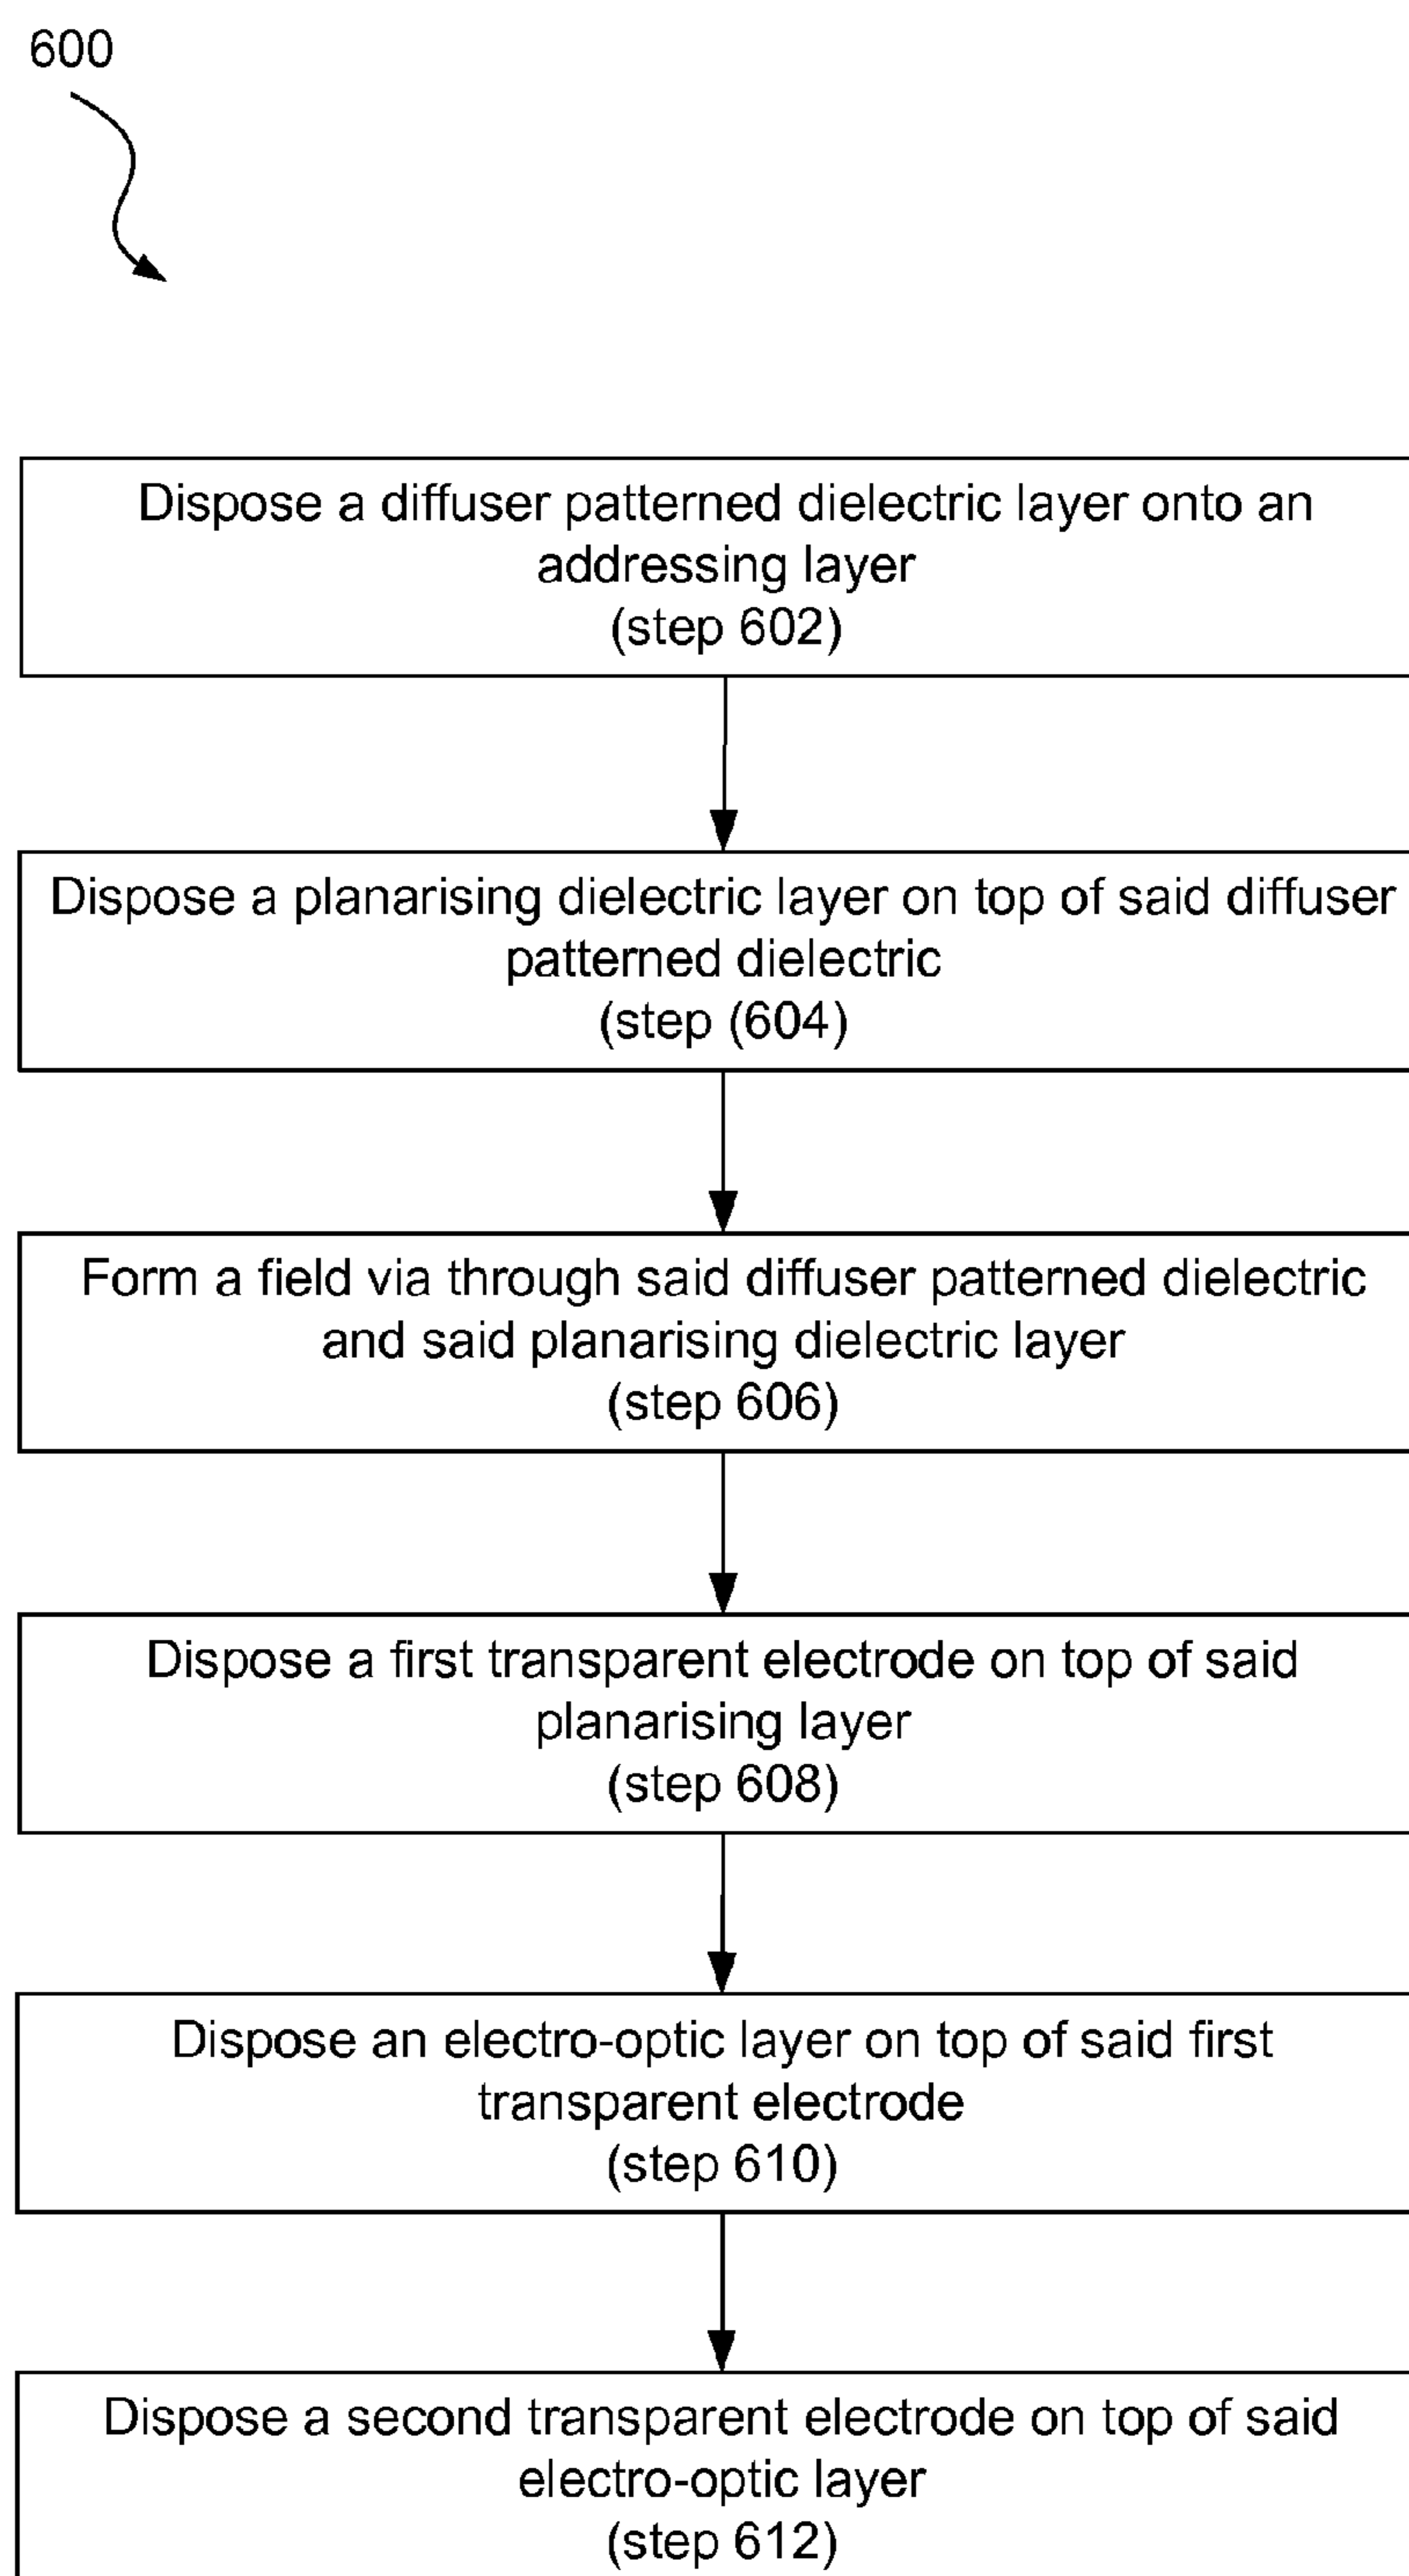 600
Dispose a diffuser patterned dielectric layer onto an
addressing layer
(step 602)
Dispose a planarising dielectric layer on top of said diffuser
patterned dielectric
(step (604)
Form a field via through said diffuser patterned dielectric
and said planarising dielectric layer
(step 606)
Dispose a first transparent electrode on top of said
planarising layer
(step 608)
Dispose an electro-optic layer on top of said first
transparent electrode
(step 610)
Dispose a second transparent electrode on top of said
electro-optic layer
(step 612)